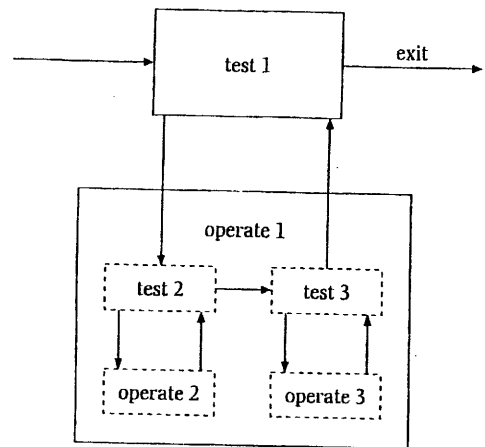 test 1
exit
operate 1
test 2
test 3
operate 2
operate 3